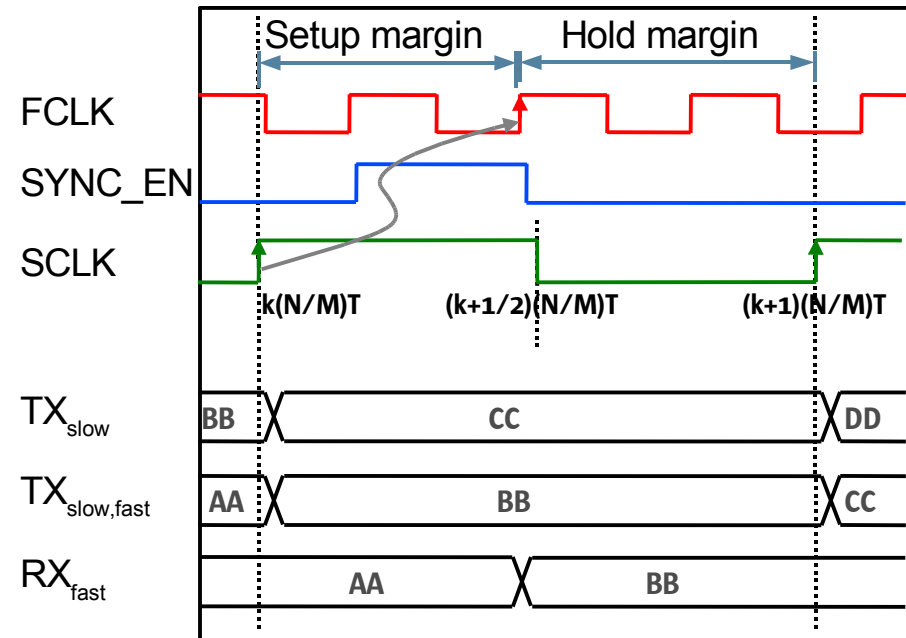 Setup margin Hold margin
FCLK
SYNC_EN
SCLK
k(N/M)T (k+1/2)(N/M)T (k+1)(N/M)T
TXslow BB CC DD
TXslow,fast AA BB CC
RXfast AA BB